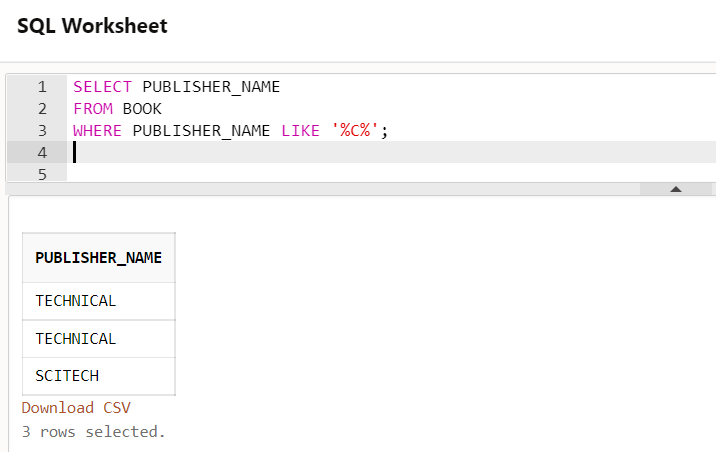 SQL Worksheet
1 SELECT PUBLISHER_NAME
2 FROM BOOK
3 WHERE PUBLISHER_NAME LIKE '%C%';
4
5
PUBLISHER_NAME
TECHNICAL
TECHNICAL
SCITECH
Download CSV
3 rows selected.